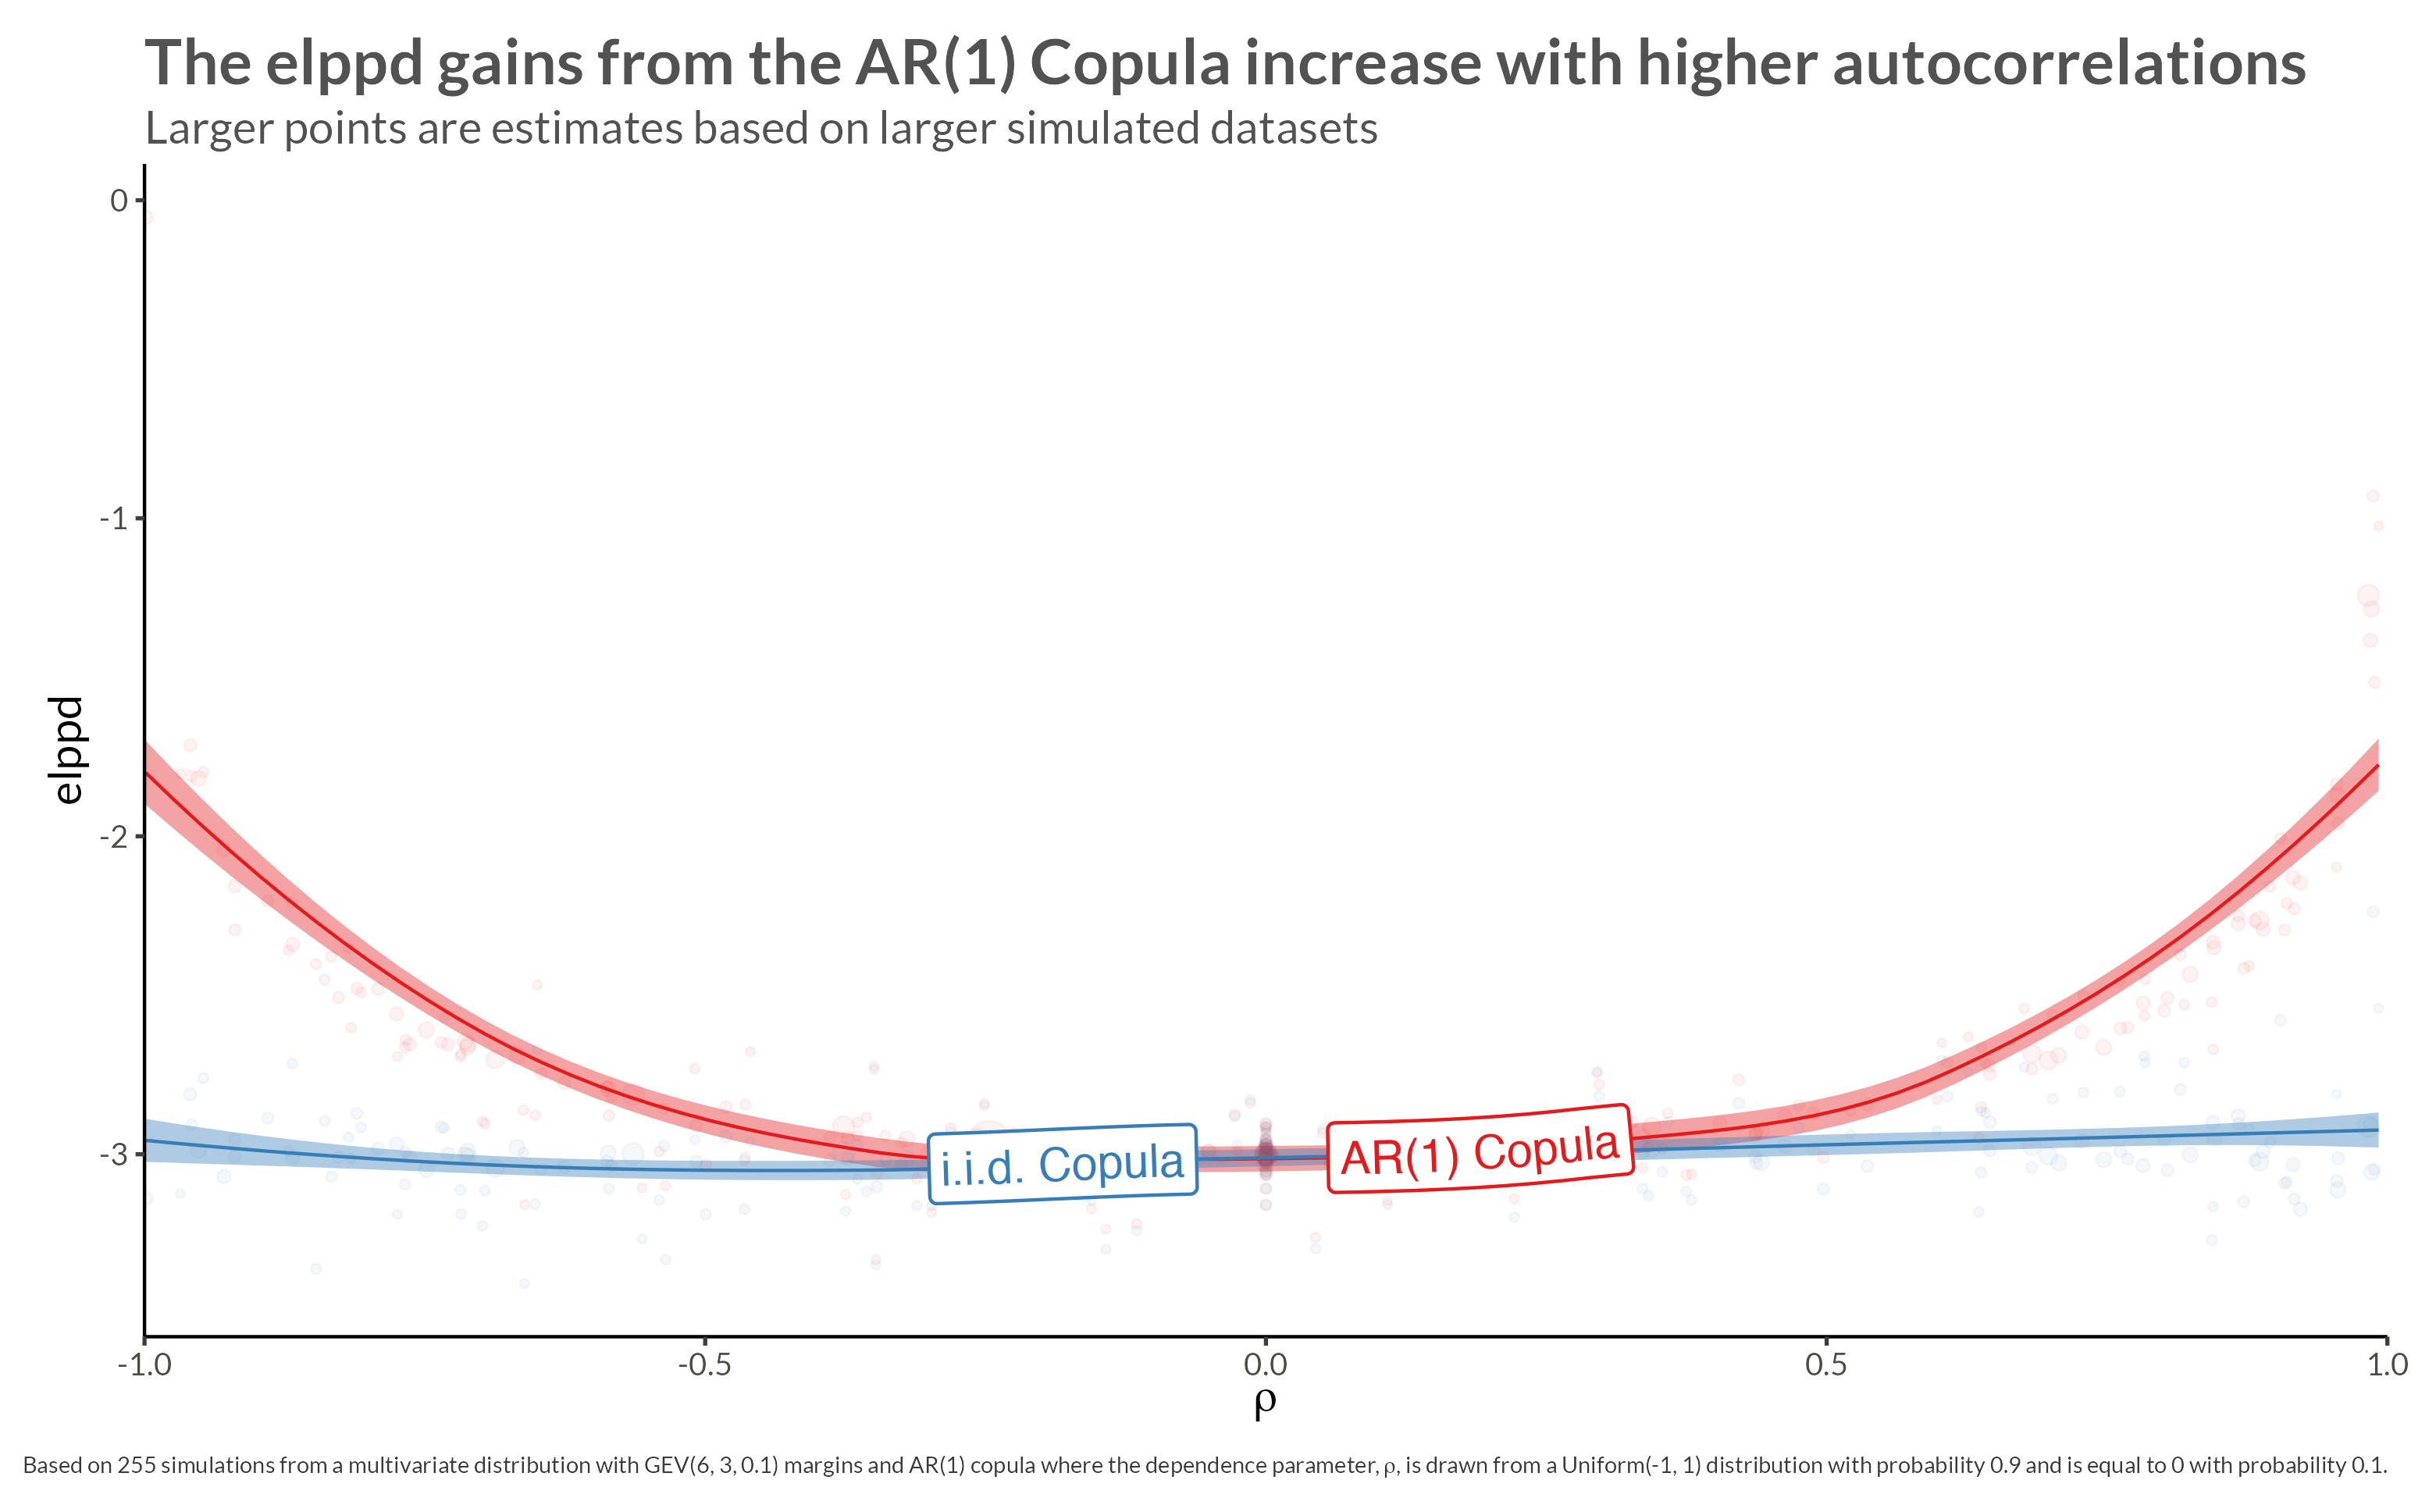 The elppd gains from the AR(1) Copula increase with higher autocorrelations
Larger points are estimates based on larger simulated datasets
0
-1
-2
-3
elppd
i.i.d. Copula
AR(1) Copula
-1.0
-0.5
0.0
0.5
1.0
ρ
Based on 255 simulations from a multivariate distribution with GEV(6, 3, 0.1) margins and AR(1) copula where the dependence parameter, ρ, is drawn from a Uniform(-1, 1) distribution with probability 0.9 and is equal to 0 with probability 0.1.